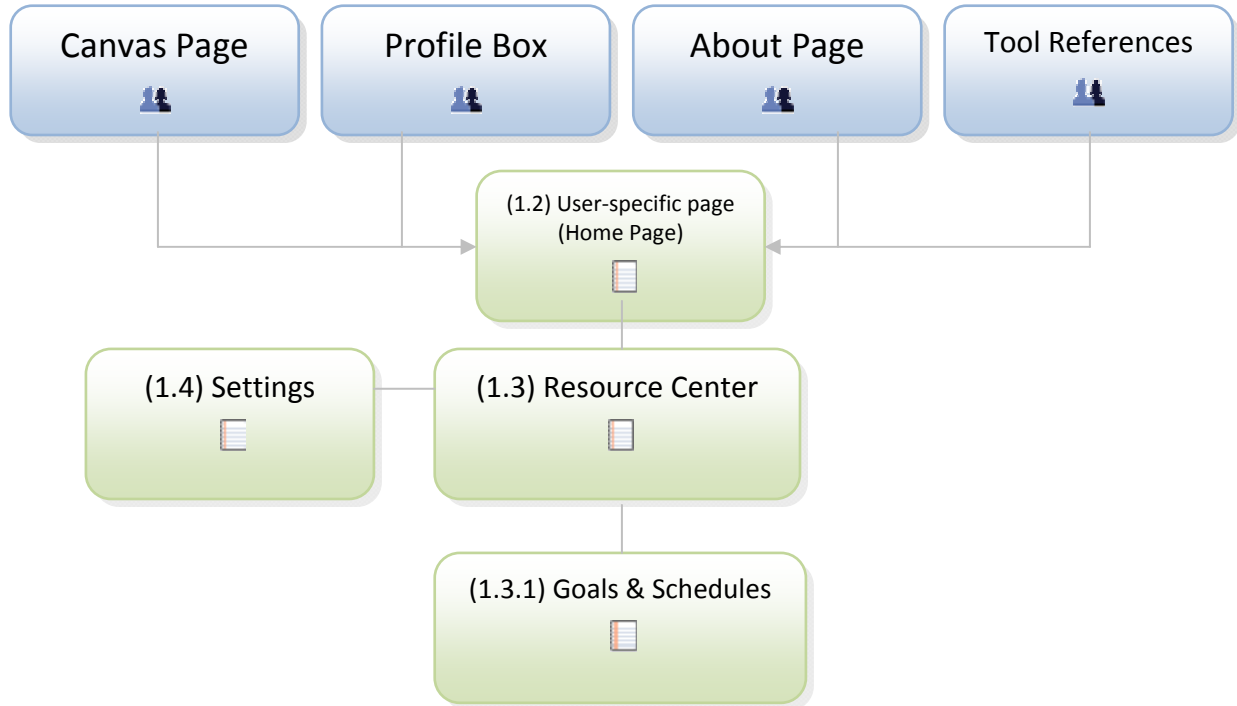 Canvas Page
Profile Box
About Page
Tool References
(1.2) User-specific page
(Home Page)
(1.4) Settings
(1.3) Resource Center
(1.3.1) Goals & Schedules